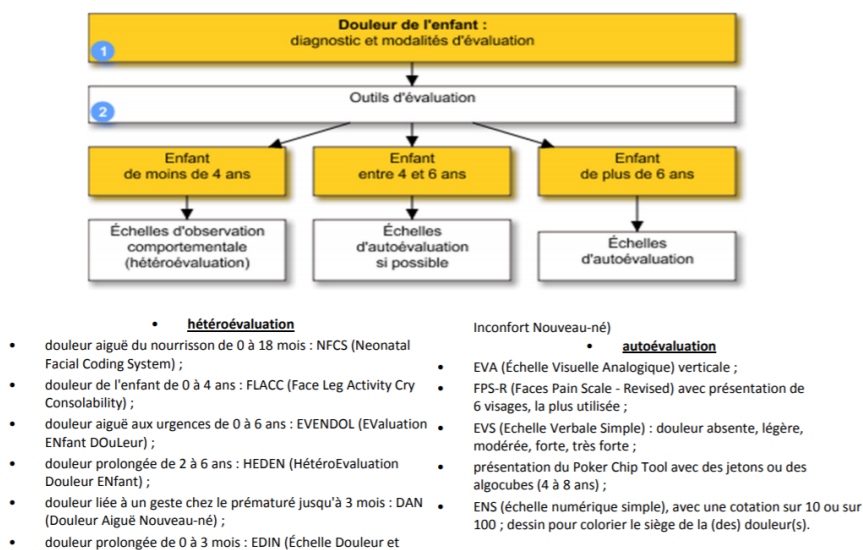 Douleur de l'enfant :
diagnostic et modalités d'évaluation
1
Outils d'évaluation
2
Enfant
de moins de 4 ans
Enfant
entre 4 et 6 ans
Enfant
de plus de 6 ans
Échelles d'observation
comportementale
(hétéroévaluation)
Échelles
d'autoévaluation
si possible
Échelles
d'autoévaluation
• hétéroévaluation
• douleur aiguë du nourrisson de 0 à 18 mois : NFCS (Neonatal
Facial Coding System) ;
• douleur de l'enfant de 0 à 4 ans : FLACC (Face Leg Activity Cry
Consolability) ;
• douleur aiguë aux urgences de 0 à 6 ans : EVENDOL (EValuation
ENfant DOuLeur) ;
• douleur prolongée de 2 à 6 ans : HEDEN (HétéroEvaluation
Douleur ENfant) ;
• douleur liée à un geste chez le prématuré jusqu'à 3 mois : DAN
(Douleur Aiguë Nouveau-né) ;
• douleur prolongée de 0 à 3 mois : EDIN (Échelle Douleur et
Inconfort Nouveau-né)
• autoévaluation
• EVA (Échelle Visuelle Analogique) verticale ;
• FPS-R (Faces Pain Scale - Revised) avec présentation de
6 visages, la plus utilisée ;
• EVS (Echelle Verbale Simple) : douleur absente, légère,
modérée, forte, très forte ;
• présentation du Poker Chip Tool avec des jetons ou des
algocubes (4 à 8 ans) ;
• ENS (échelle numérique simple), avec une cotation sur 10 ou sur
100 ; dessin pour colorier le siège de la (des) douleur(s).